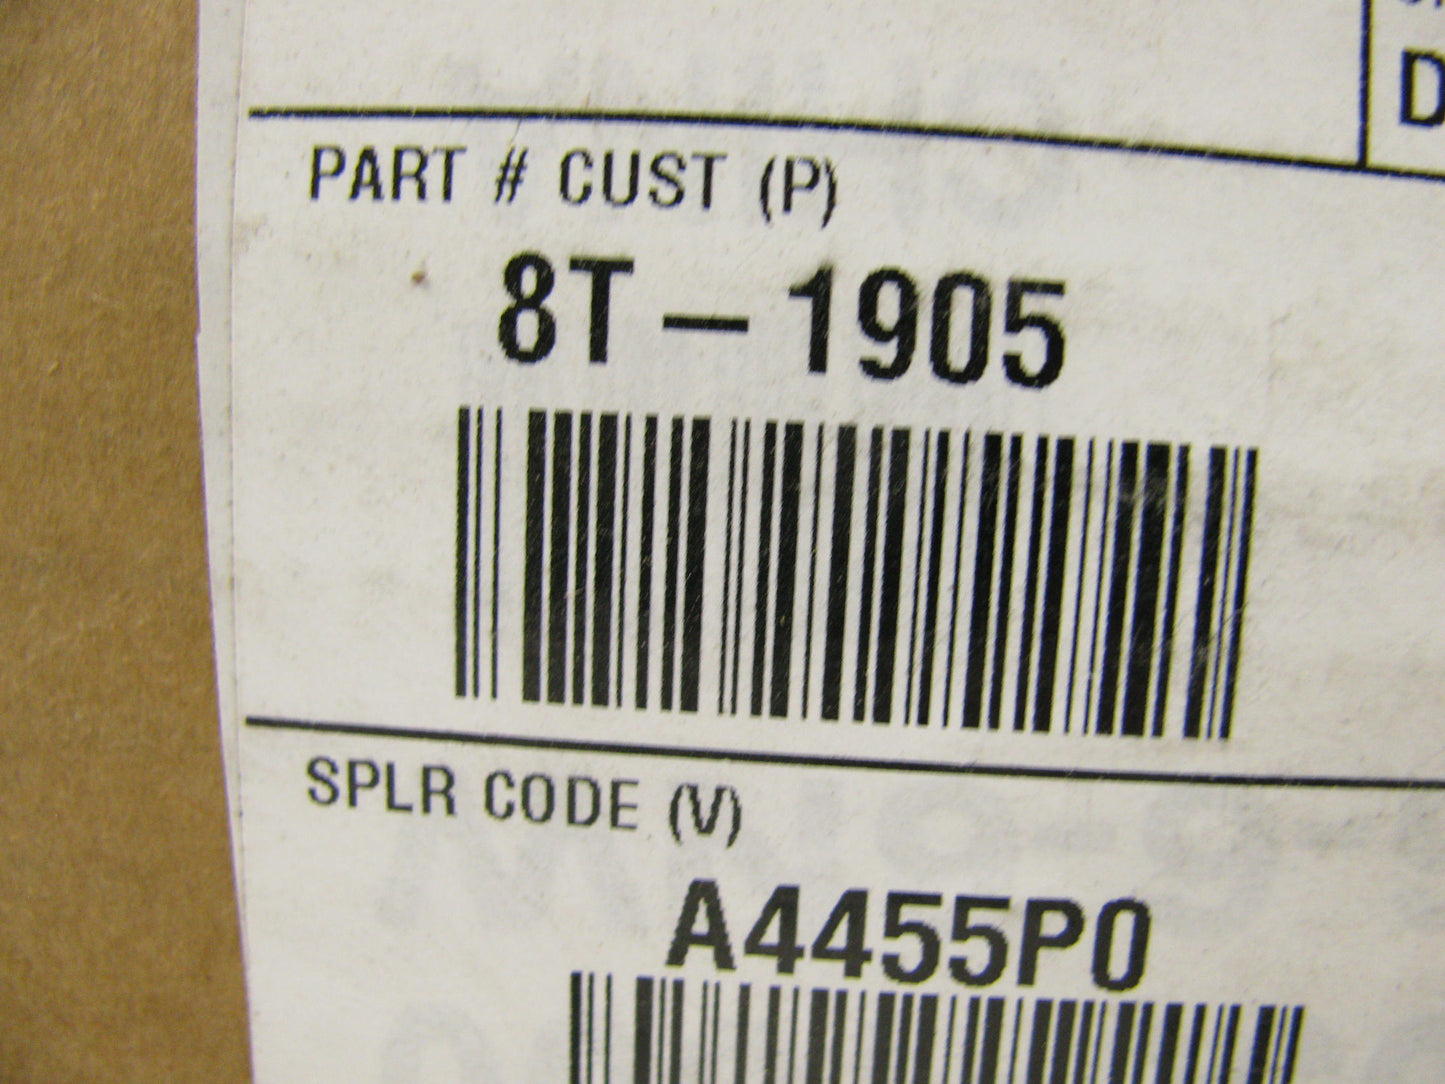 D
PART # CUST (P)
8T-1905
SPLR CODE (V)
A4455P0